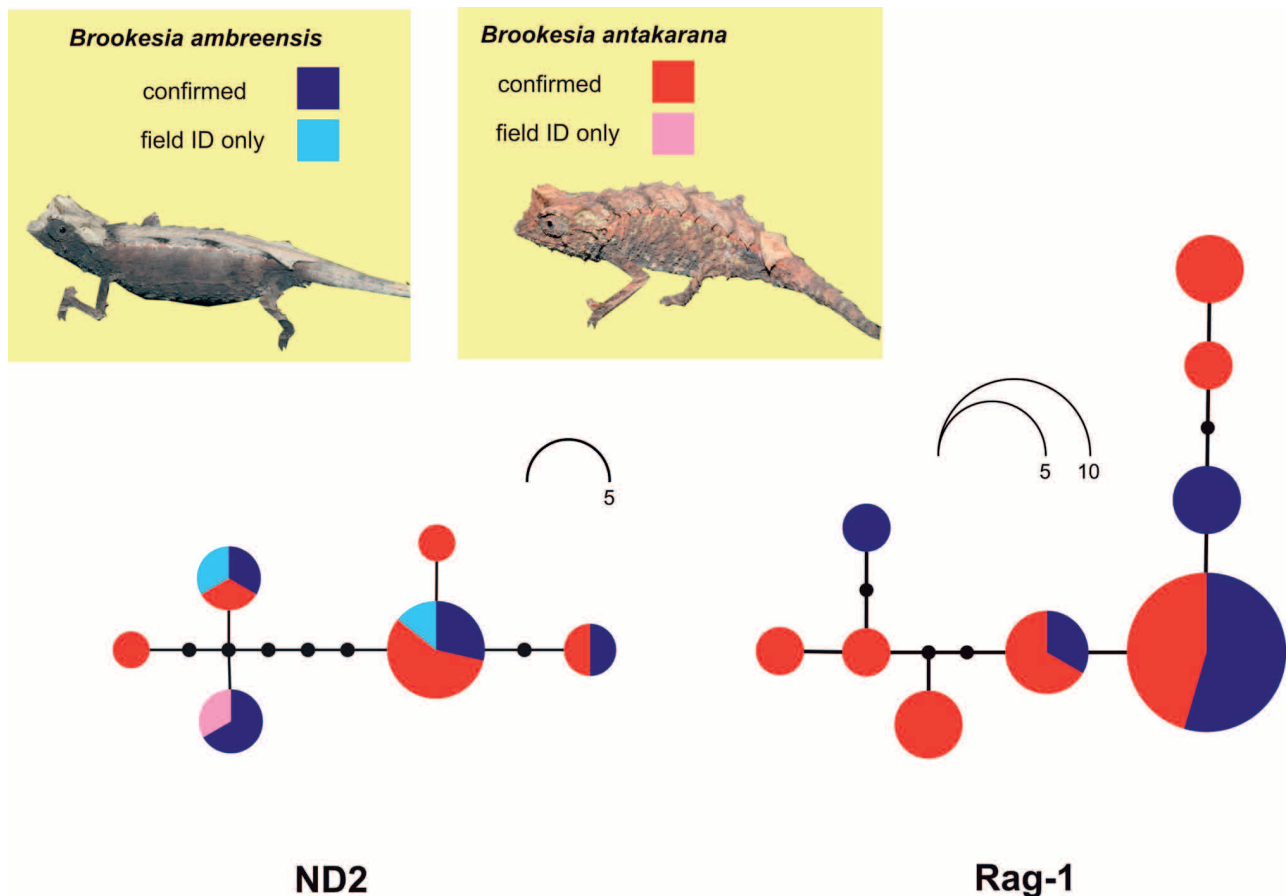 Brookesia ambreensis
confirmed
field ID only
Brookesia antakarana
confirmed
field ID only
5
5 10
ND2
Rag-1